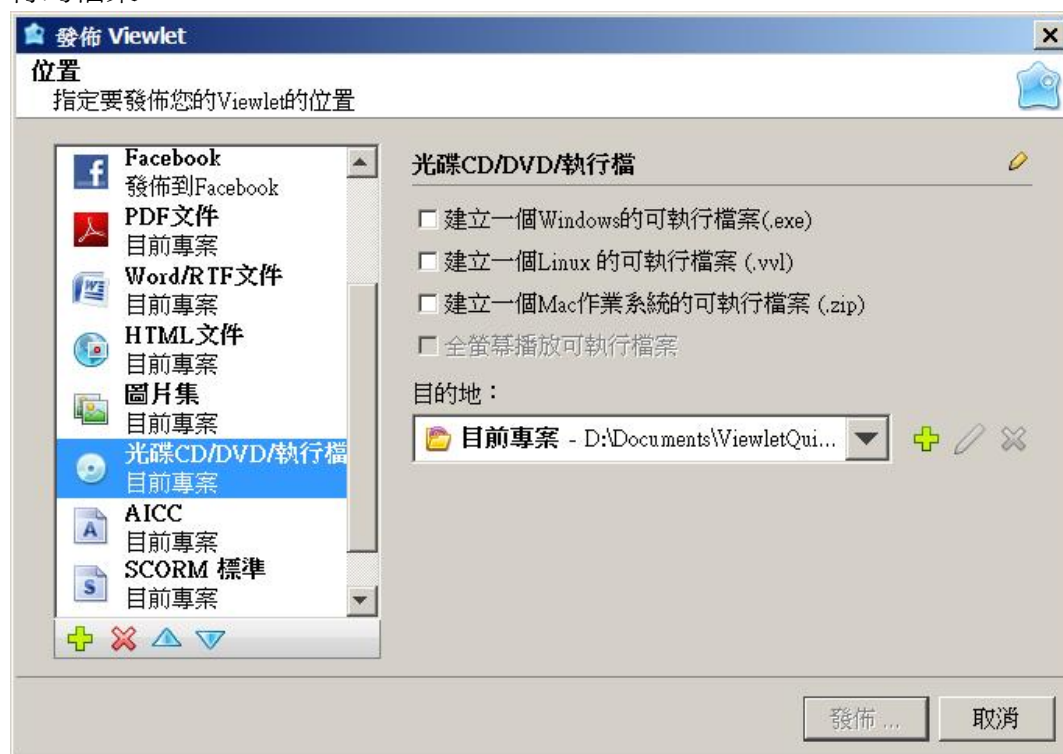 發佈 Viewlet
位置
指定要發佈您的Viewlet的位置
Facebook
發佈到Facebook
PDF文件
目前專案
Word/RTF文件
目前專案
HTML文件
目前專案
圖片集
目前專案
光碟CD/DVD/執行檔
目前專案
AICC
目前專案
SCORM 標準
目前專案
光碟CD/DVD/執行檔
建立一個Windows的可執行檔案(.exe)
建立一個Linux 的可執行檔案 (.vvl)
建立一個Mac作業系統的可執行檔案 (.zip)
全螢幕播放可執行檔案
目的地：
目前專案 - D:\Documents\ViewletQui...
發佈 ...
取消